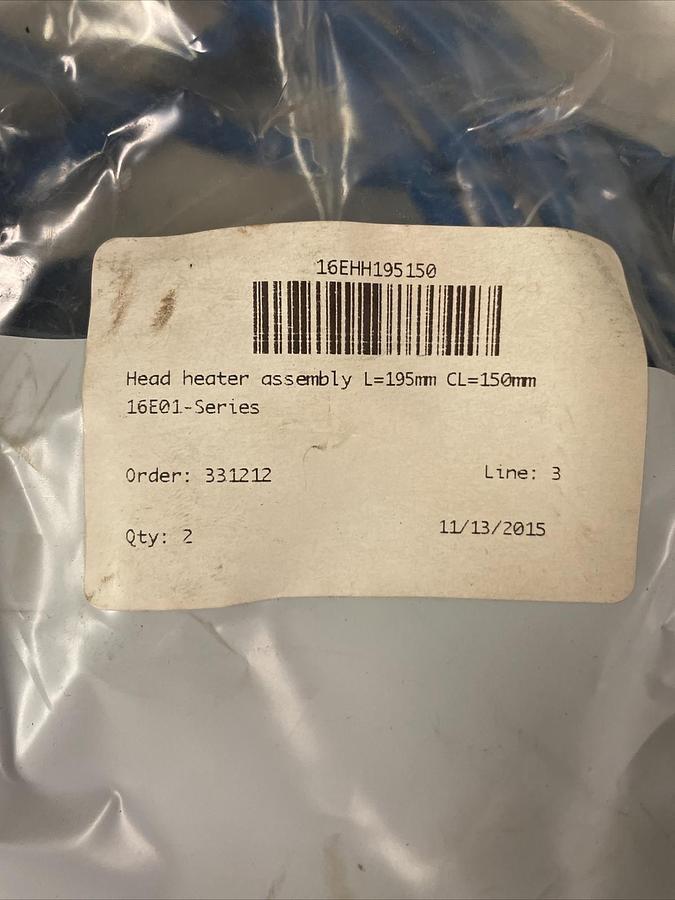 16EHH195150
Head heater assembly L=195mm CL=150mm
16E01-Series
Order: 331212
Line: 3
Qty: 2
11/13/2015